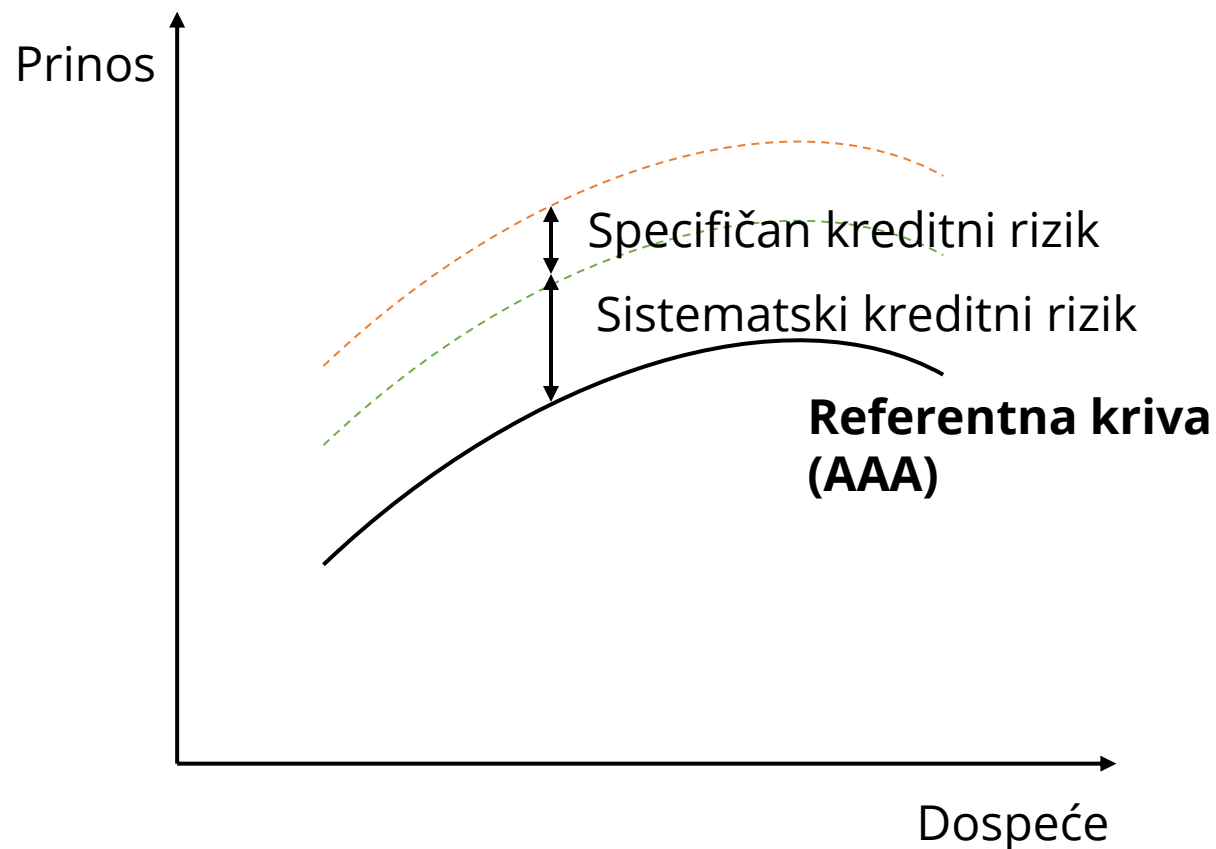 Prinos
Specifičan kreditni rizik
Sistematski kreditni rizik
Referentna kriva
(AAA)
Dospeće